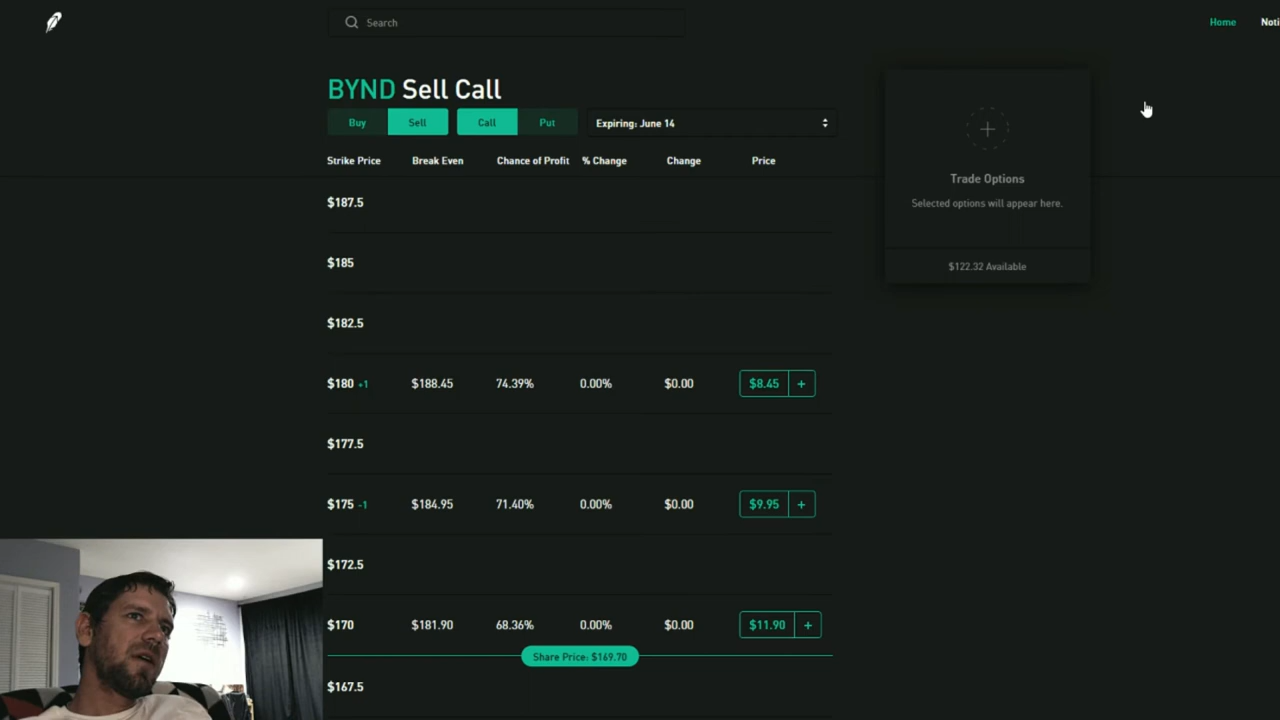 Search
Home
Noti
BYND Sell Call
Buy Sell Call Put Expiring: June 14
Strike Price Break Even Chance of Profit % Change Change Price
$187.5
$185
$182.5
$180 +1 $188.45 74.39% 0.00% $0.00 $8.45 +
$177.5
$175 -1 $184.95 71.40% 0.00% $0.00 $9.95 +
$172.5
$170 $181.90 68.36% 0.00% $0.00 $11.90 +
Share Price: $169.70
$167.5
Trade Options
Selected options will appear here.
$122.32 Available